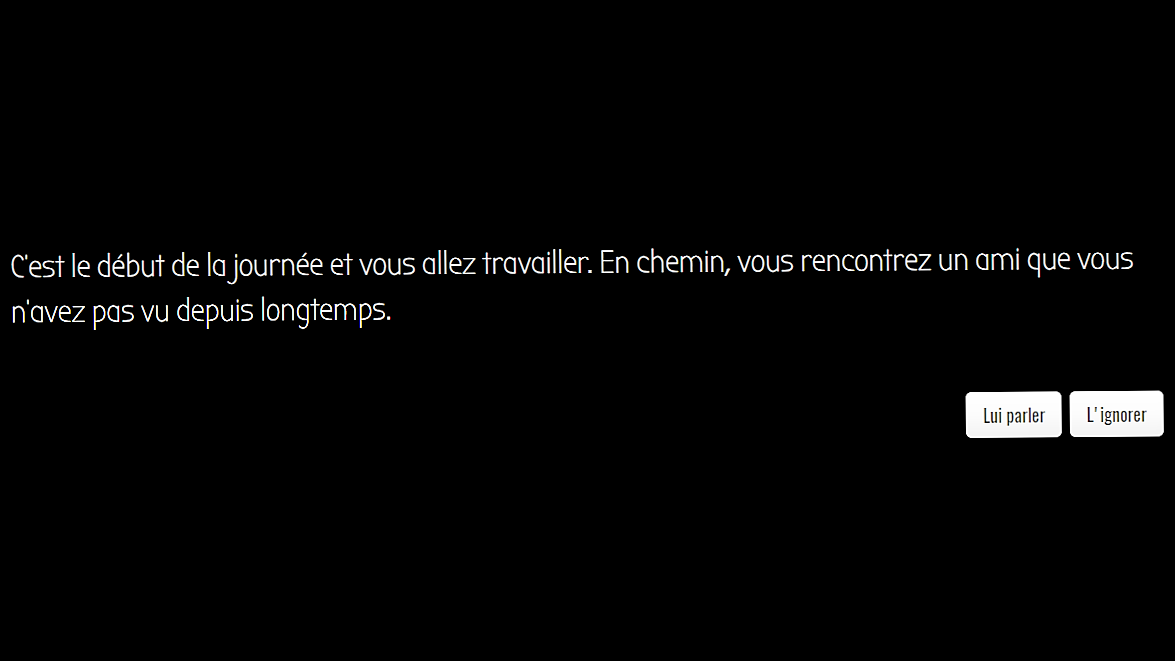 C'est le début de la journée et vous allez travailler. En chemin, vous rencontrez un ami que vous
n'avez pas vu depuis longtemps.
Lui parler
L'ignorer